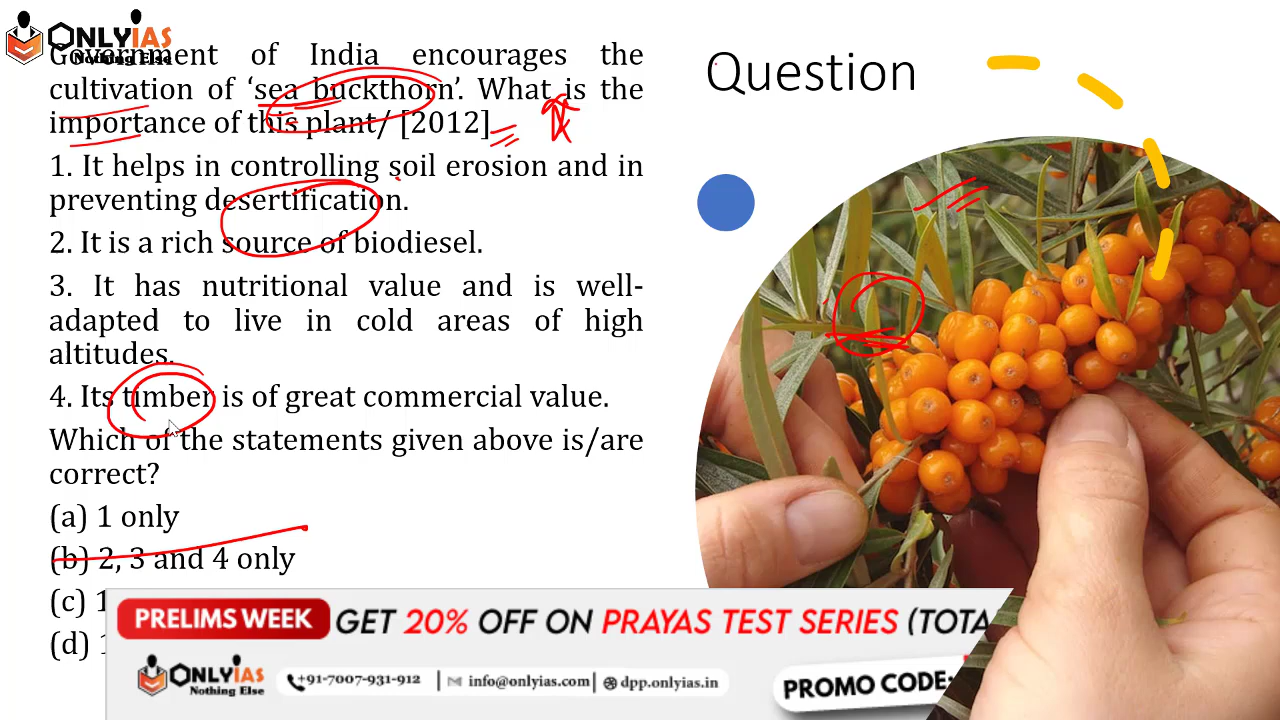 ONLYIAS
Nothing Else
Government of India encourages the
cultivation of ‘sea buckthorn’. What is the
importance of this plant/ [2012]
1. It helps in controlling soil erosion and in
preventing desertification.
2. It is a rich source of biodiesel.
3. It has nutritional value and is well-
adapted to live in cold areas of high
altitudes.
4. Its timber is of great commercial value.
Which of the statements given above is/are
correct?
(a) 1 only
(b) 2, 3 and 4 only
(c) 1
(d) 1
Question
PRELIMS WEEK GET 20% OFF ON PRAYAS TEST SERIES (TOTA
ONLYIAS
Nothing Else
+91-7007-931-912 | info@onlyias.com | dpp.onlyias.in
PROMO CODE: